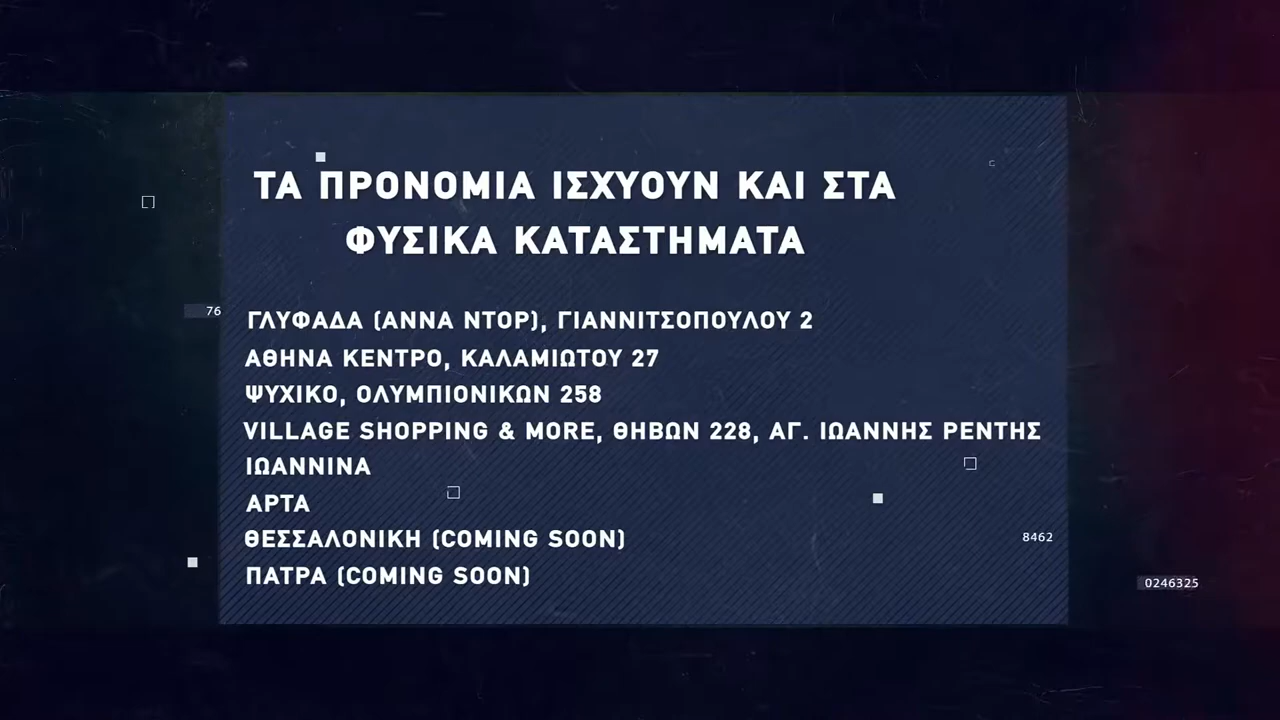 ΤΑ ΠΡΟΝΟΜΙΑ ΙΣΧΥΟΥΝ ΚΑΙ ΣΤΑ
ΦΥΣΙΚΑ ΚΑΤΑΣΤΗΜΑΤΑ
76
ΓΛΥΦΑΔΑ (ΑΝΝΑ ΝΤΟΡ), ΓΙΑΝΝΙΤΣΟΠΟΥΛΟΥ 2
ΑΘΗΝΑ ΚΕΝΤΡΟ, ΚΑΛΑΜΙΩΤΟΥ 27
ΨΥΧΙΚΟ, ΟΛΥΜΠΙΟΝΙΚΩΝ 258
VILLAGE SHOPPING & MORE, ΘΗΒΩΝ 228, ΑΓ. ΙΩΑΝΝΗΣ ΡΕΝΤΗΣ
ΙΩΑΝΝΙΝΑ
ΑΡΤΑ
ΘΕΣΣΑΛΟΝΙΚΗ (COMING SOON)
8462
ΠΑΤΡΑ (COMING SOON)
0246325